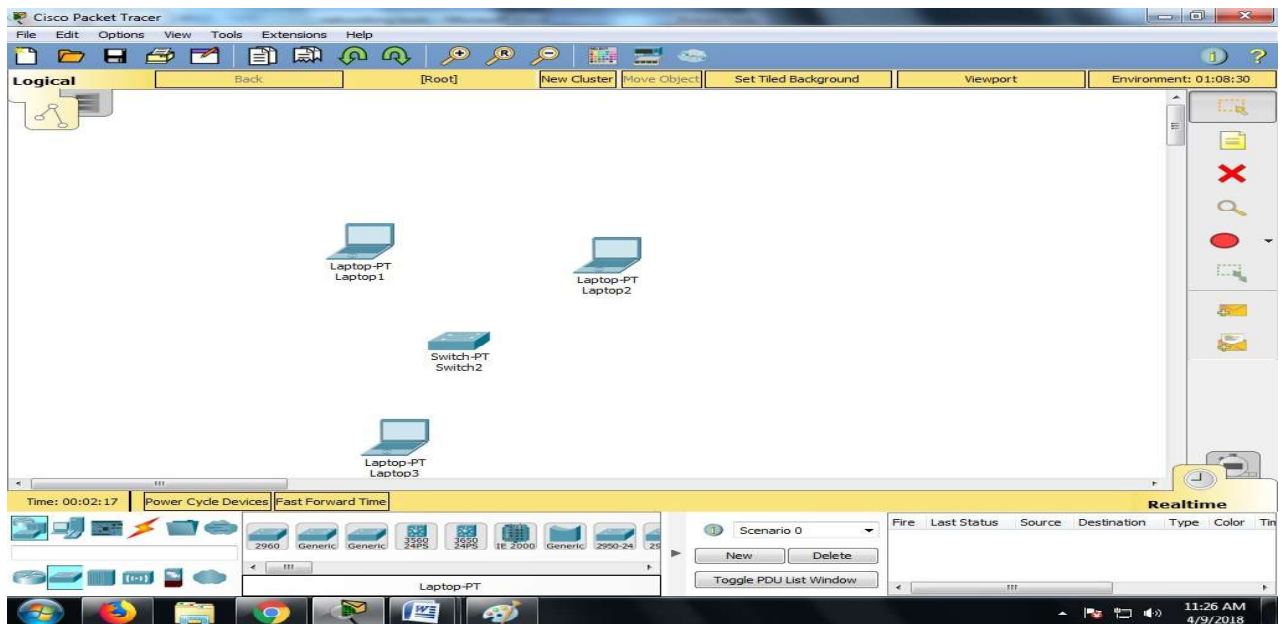 Cisco Packet Tracer
File Edit Options View Tools Extensions Help
Logical Back [Root] New Cluster Move Object Set Tiled Background Viewport Environment: 01:08:30
Laptop-PT
Laptop1
Laptop-PT
Laptop2
Switch-PT
Switch2
Laptop-PT
Laptop3
Time: 00:02:17 Power Cycle Devices Fast Forward Time Realtime
2960 Generic Generic 3560 24PS 3650 24PS IE 2000 Generic 2950-24 29
Scenario 0
New Delete
Toggle PDU List Window
Fire Last Status Source Destination Type Color Tin
Laptop-PT
11:26 AM
4/9/2018